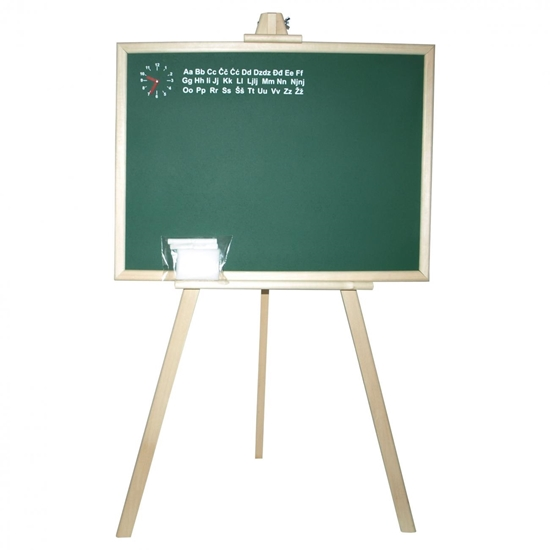 Aa Bb Cc Čč Ćć Dd Dzdz Đđ Ee Ff
Gg Hh Ii Jj Kk Ll Ljlj Mm Nn Njnj
Oo Pp Rr Ss Šš Tt Uu Vv Zz Žž